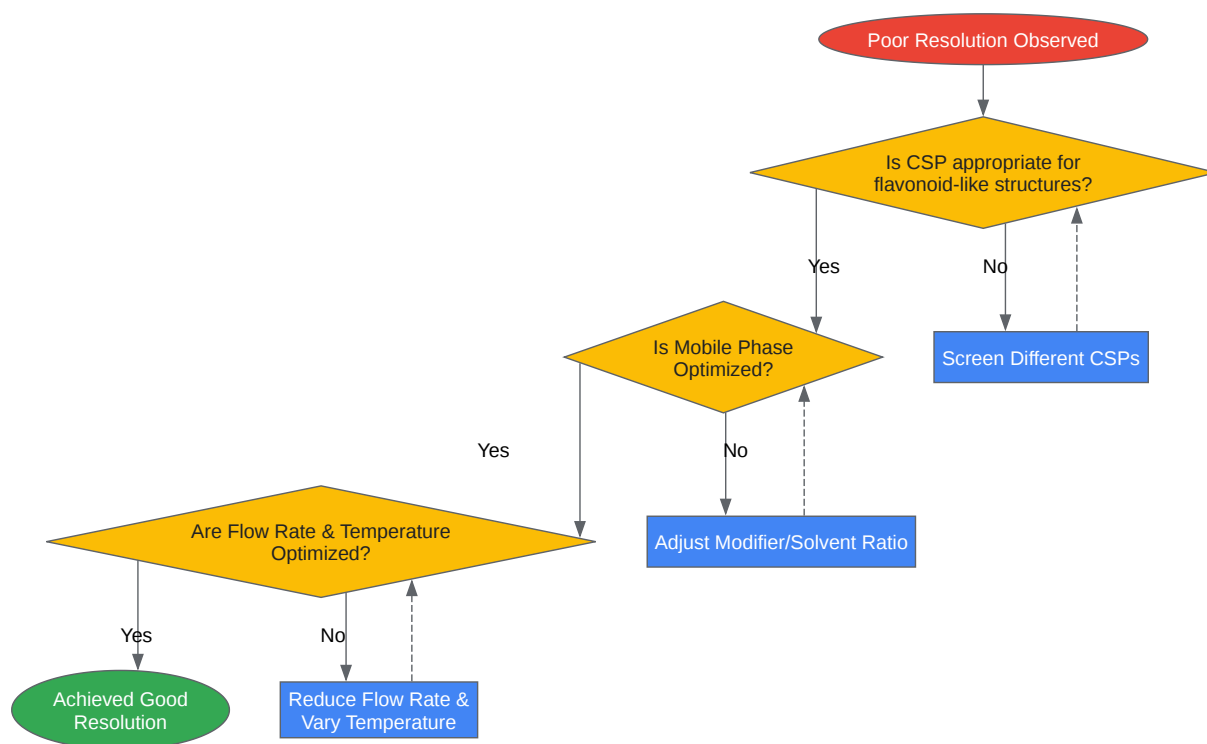 Poor Resolution Observed
Is CSP appropriate for
flavonoid-like structures?
Yes
No
Screen Different CSPs
Is Mobile Phase
Optimized?
Yes
No
Adjust Modifier/Solvent Ratio
Are Flow Rate & Temperature
Optimized?
Yes
No
Achieved Good
Resolution
Reduce Flow Rate &
Vary Temperature